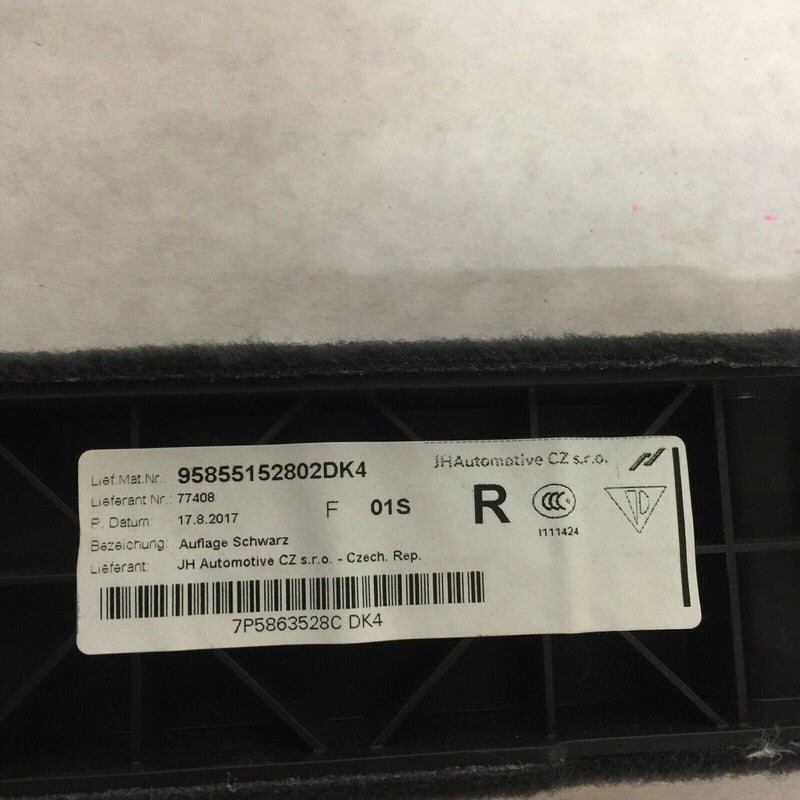 JHAutomotive CZ s.r.o.
Lief.Mat.Nr.: 95855152802DK4
Lieferant Nr.: 77408
P. Datum: 17.8.2017 F 01S R CCC
I111424
Bezeichung: Auflage Schwarz
Lieferant: JH Automotive CZ s.r.o. - Czech. Rep.
7P5863528C DK4